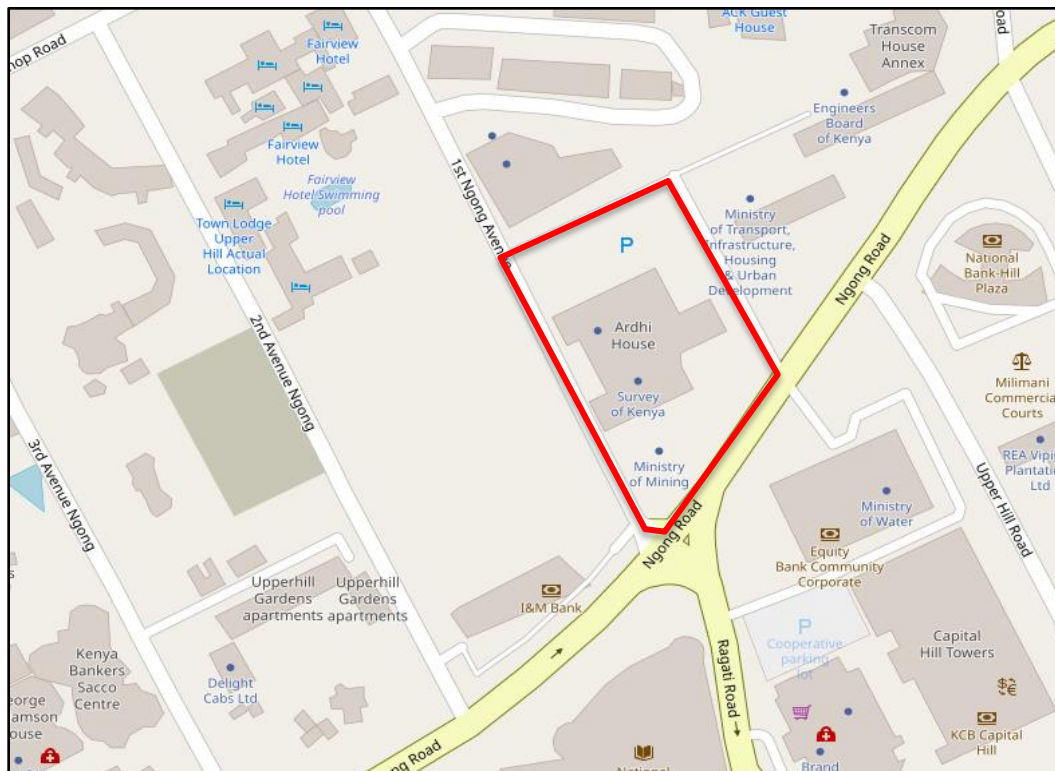 hop Road
Fairview
Hotel
ACK Guest
House
Transcom
House
Annex
Road
Engineers
Board
of Kenya
Fairview
Hotel
Fairview
Hotel Swimming
pool
1st Ngong Avenue
Town Lodge
Upper
Hill Actual
Location
P
Ministry
of Transport,
Infrastructure,
Housing
& Urban
Development
Ngong Road
National
Bank-Hill
Plaza
2nd Avenue Ngong
Ardhi
House
Survey
of Kenya
Milimani
Commercia
Courts
3rd Avenue Ngong
Ministry
of Mining
REA Vipi
Plantatio
Ltd
Upper Hill Road
Ministry
of Water
Ngong Road
Equity
Bank Community
Corporate
Upperhill
Gardens
apartments
Upperhill
Gardens
apartments
I&M Bank
P
Cooperative
parking
lot
Ragati Road
Capital
Hill Towers
Kenya
Bankers
Sacco
Centre
Delight
Cabs Ltd
eorge
amson
ouse
KCB Capital
Hill
ng Road
National
Brand